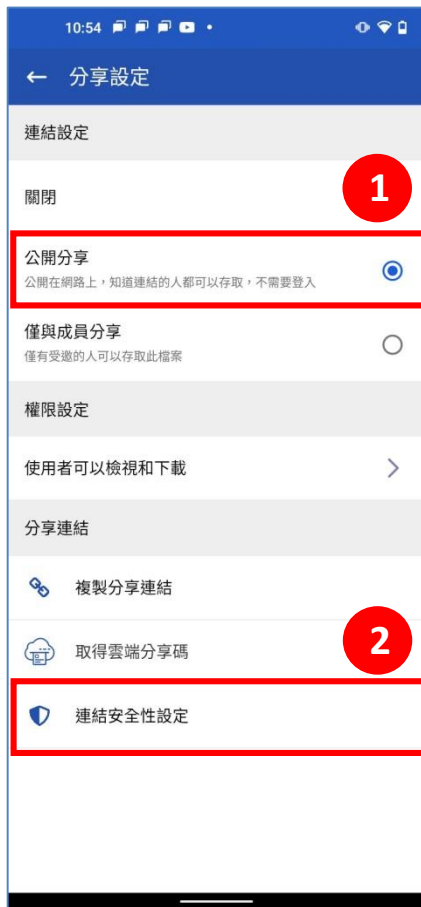 10:54
分享設定
連結設定
關閉
1
公開分享
公開在網路上，知道連結的人都可以存取，不需要登入
僅與成員分享
僅有受邀的人可以存取此檔案
權限設定
使用者可以檢視和下載
分享連結
複製分享連結
取得雲端分享碼
2
連結安全性設定